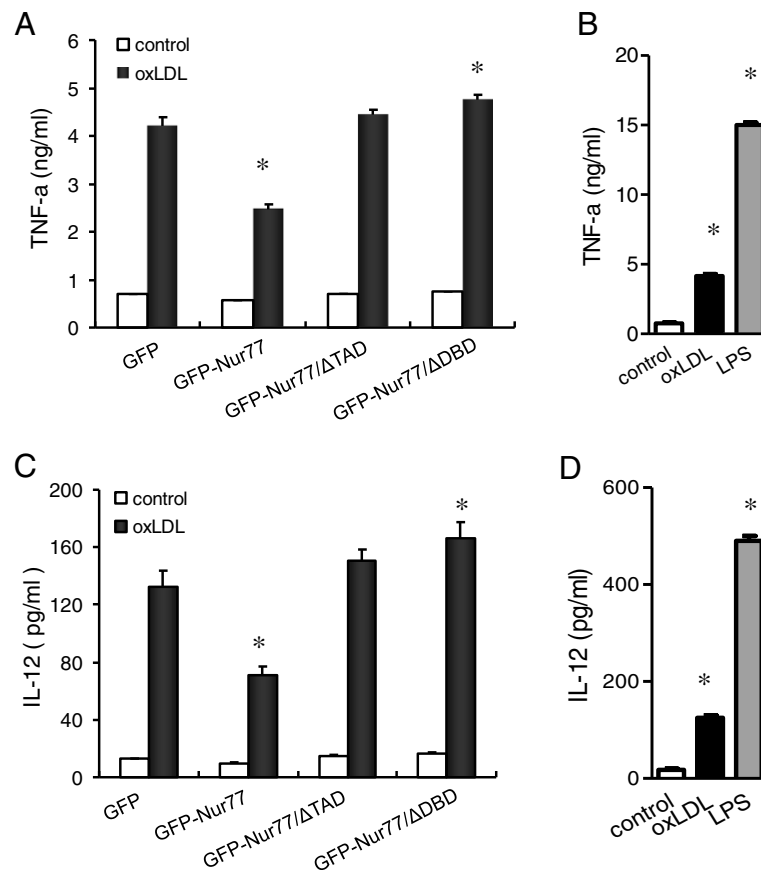 A
TNF-a (ng/ml)
6
5
4
3
2
1
0
control
oxLDL
*
*
GFP
GFP-Nur77
GFP-Nur77/ΔTAD
GFP-Nur77/ΔDBD
B
TNF-a (ng/ml)
20
15
10
5
0
*
*
control
oxLDL
LPS
C
IL-12 ( pg/ml )
200
160
120
80
40
0
control
oxLDL
*
*
GFP
GFP-Nur77
GFP-Nur77/ΔTAD
GFP-Nur77/ΔDBD
D
IL-12 (pg/ml)
600
400
200
0
*
*
control
oxLDL
LPS